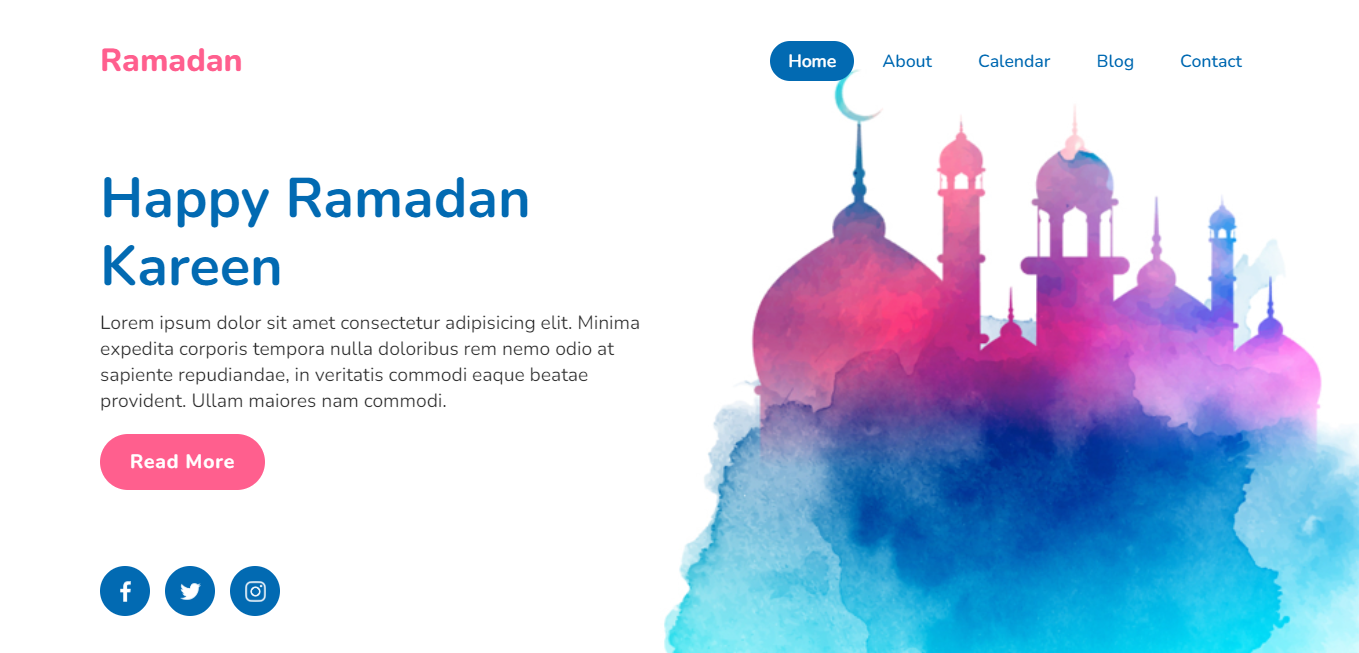 Ramadan
Home About Calendar Blog Contact
Happy Ramadan
Kareen
Lorem ipsum dolor sit amet consectetur adipisicing elit. Minima
expedita corporis tempora nulla doloribus rem nemo odio at
sapiente repudiandae, in veritatis commodi eaque beatae
provident. Ullam maiores nam commodi.
Read More